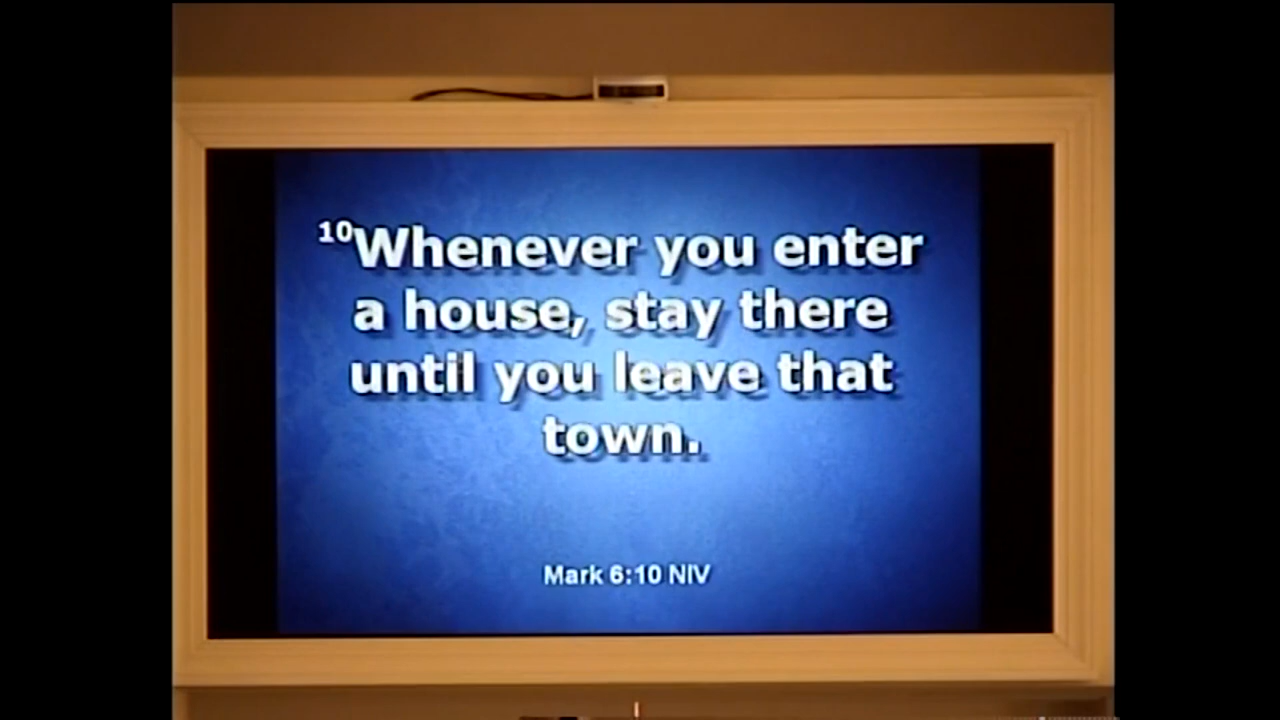 ¹⁰Whenever you enter
a house, stay there
until you leave that
town.
Mark 6:10 NIV